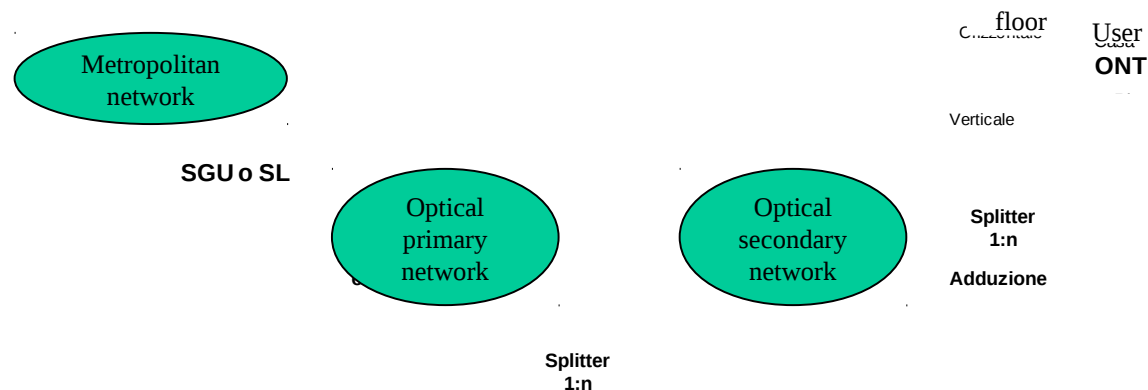 floor
User
ONT
Metropolitan
network
Verticale
SGU o SL
Optical
primary
network
Optical
secondary
network
Splitter
1:n
Adduzione
Splitter
1:n